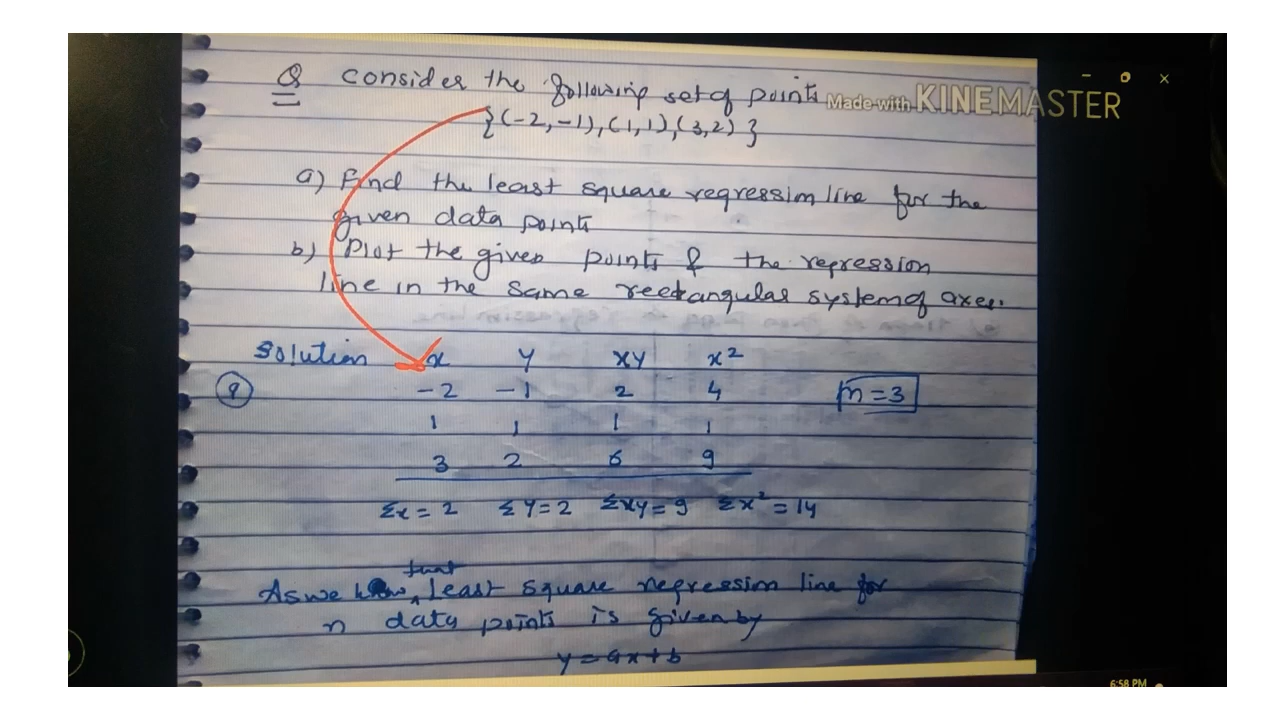 Q consider the following set of points
{(-2,-1),(1,1),(3,2)}
Made with KINEMASTER
a) Find the least square regression line for the
given data points
b) Plot the given points & the regression
line in the same rectangular system of axes.
Solution x y xy x²
-2 -1 2 4 n=3
1 1 1 1
3 2 6 9
Σx = 2 Σy=2 Σxy=9 Σx²=14
that
As we know Least square regression line for
n data points is given by
y = ax+b
6:58 PM